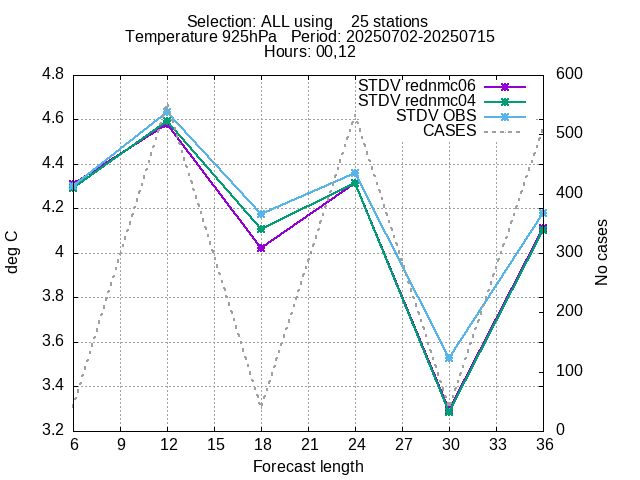 Selection: ALL using    25 stations
Temperature 925hPa   Period: 20250702-20250715
Hours: 00,12
STDV rednmc06
STDV rednmc04
STDV OBS
CASES
4.8
4.6
4.4
4.2
4
3.8
3.6
3.4
3.2
600
500
400
300
200
100
0
deg C
No cases
6 9 12 15 18 21 24 27 30 33 36
Forecast length